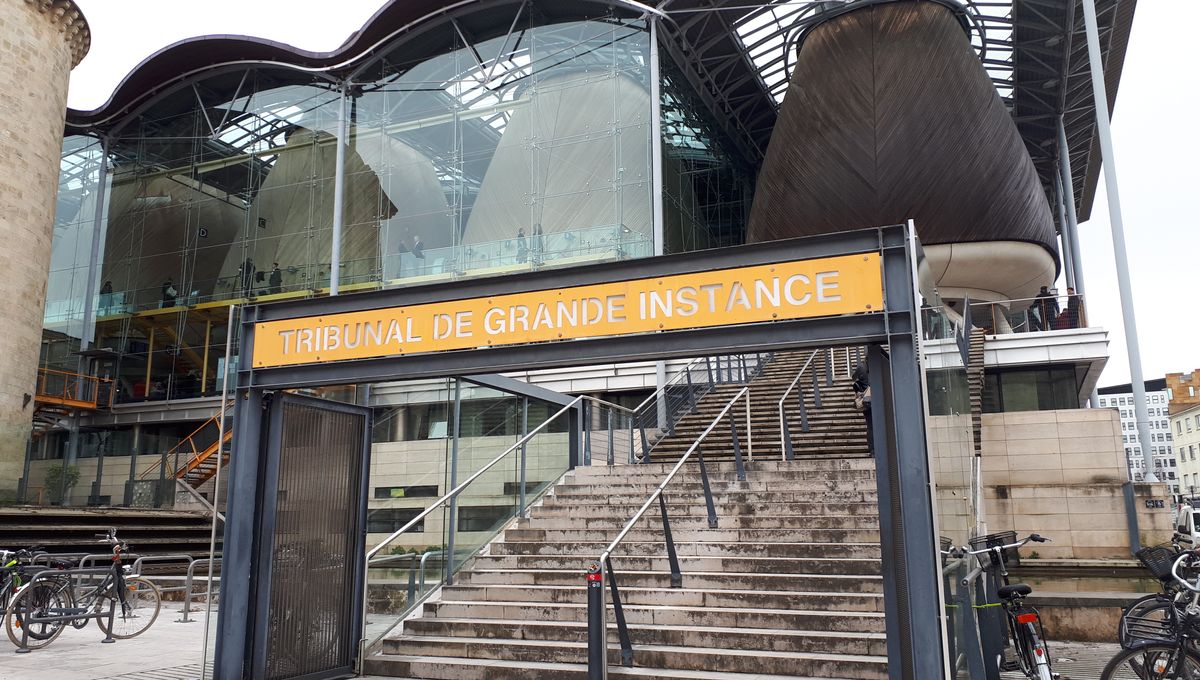 TRIBUNAL DE GRANDE INSTANCE
D